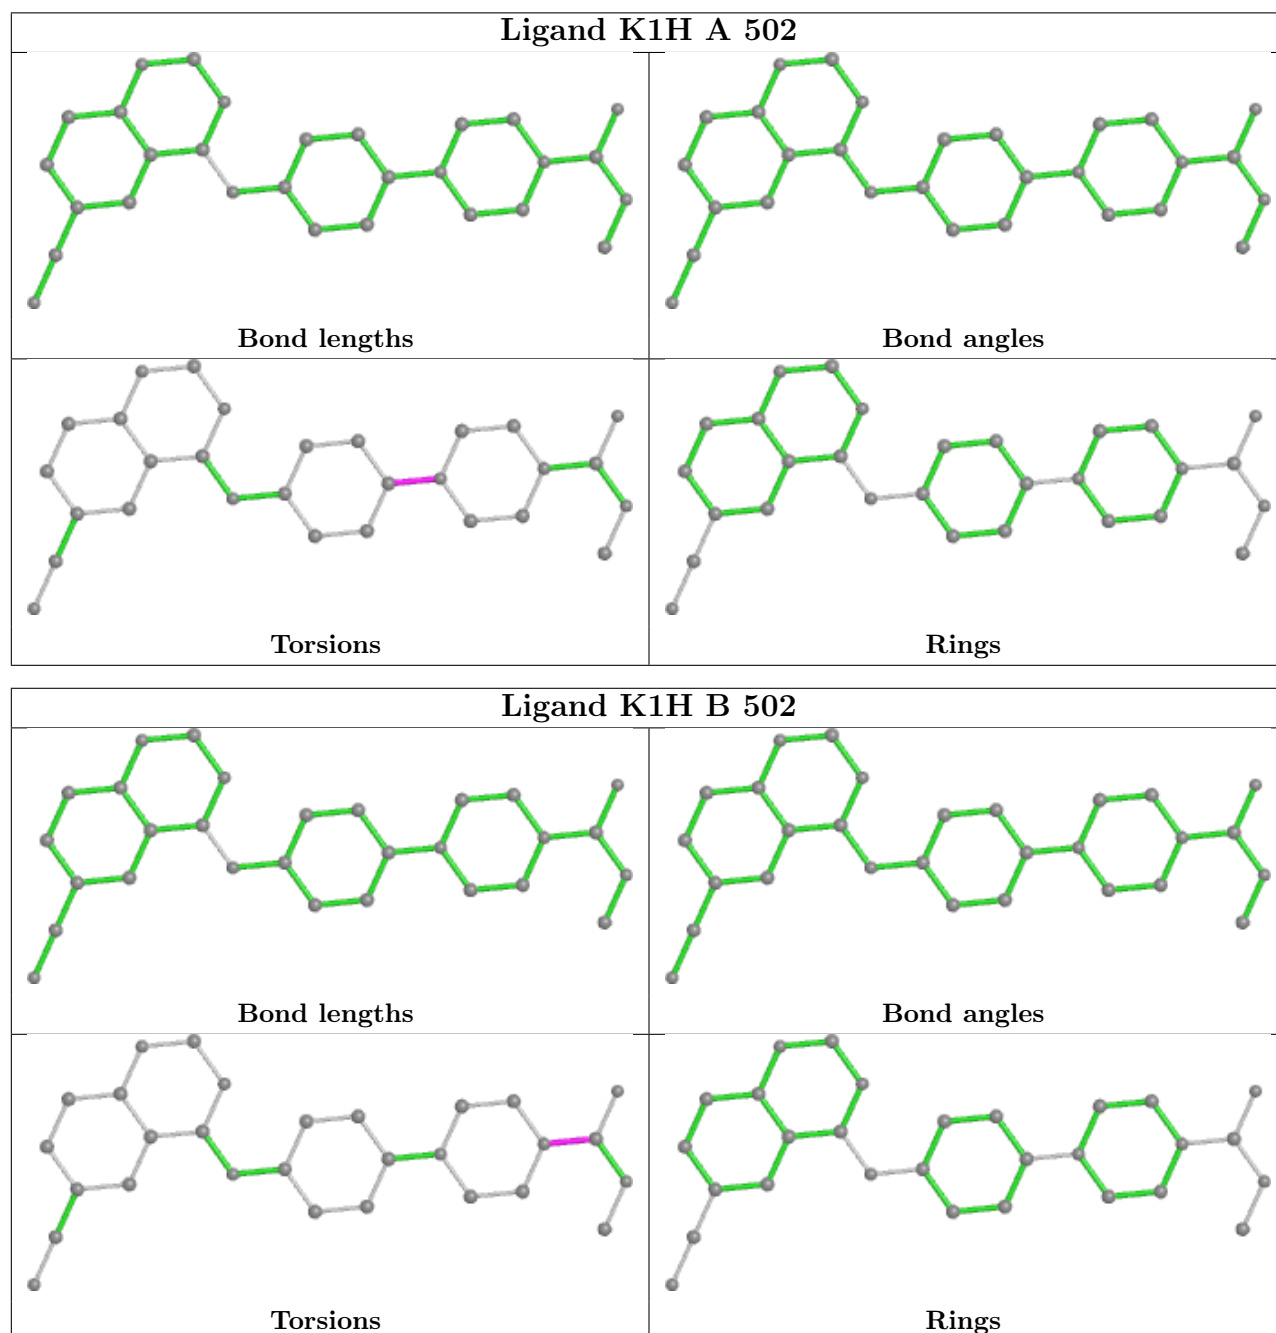 Ligand K1H A 502
Bond lengths
Bond angles
Torsions
Rings
Ligand K1H B 502
Bond lengths
Bond angles
Torsions
Rings